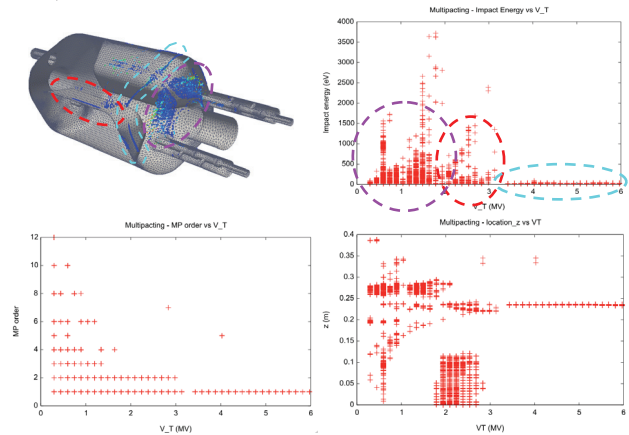 Multipacting - Impact Energy vs V_T
4000
3500
3000
2500
2000
1500
1000
500
0
Impact energy (eV)
0 1 2 3 4 5 6
V_T (MV)
Multipacting - MP order vs V_T
12
10
8
6
4
2
0
MP order
0 1 2 3 4 5 6
V_T (MV)
Multipacting - location_z vs VT
0.4
0.35
0.3
0.25
0.2
0.15
0.1
0.05
0
z (m)
0 1 2 3 4 5 6
VT (MV)